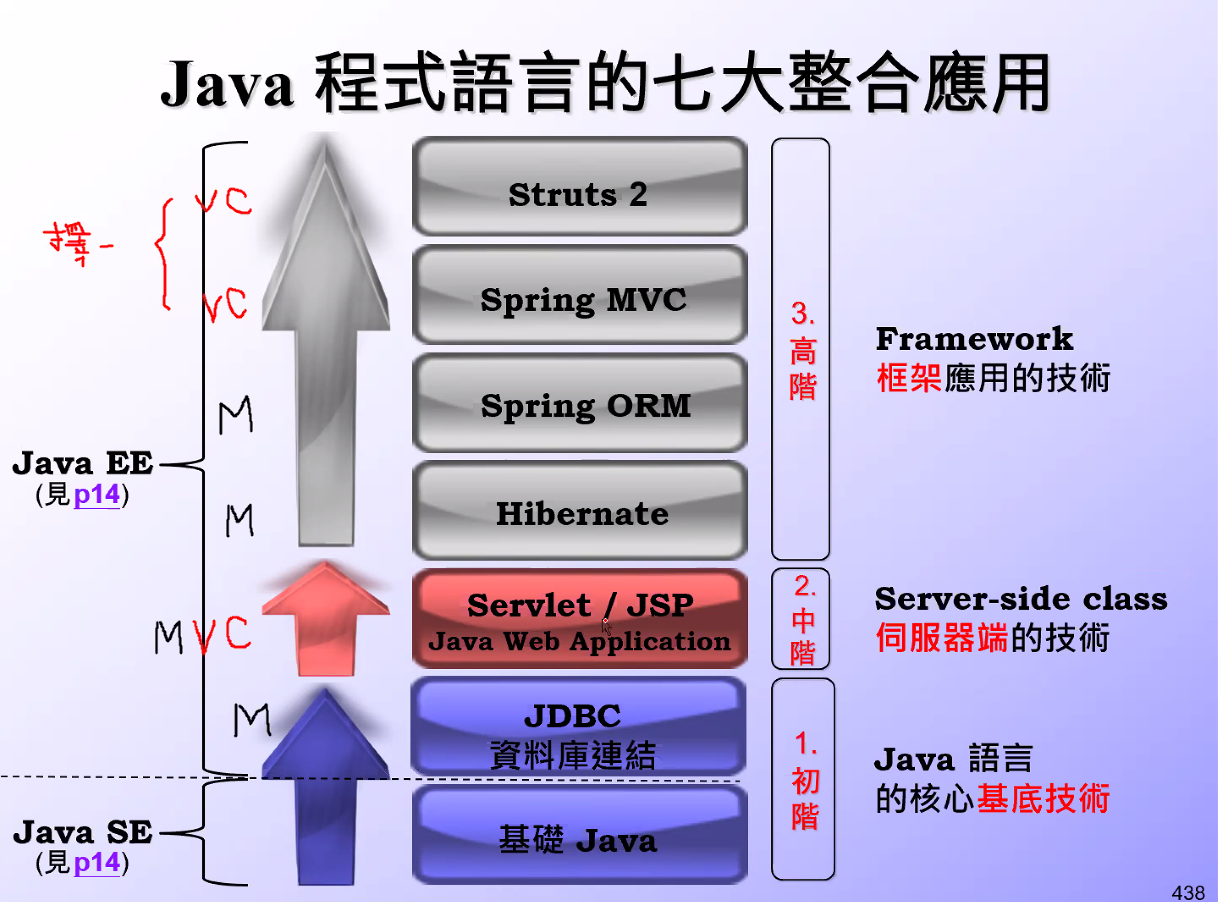 Java 程式語言的七大整合應用
VC
擇一
VC
M
M
M VC
M
Java EE
(見p14)
Java SE
(見p14)
Struts 2
Spring MVC
Spring ORM
Hibernate
Servlet / JSP
Java Web Application
JDBC
資料庫連結
基礎 Java
3.
高
階
2.
中
階
1.
初
階
Framework
框架應用的技術
Server-side class
伺服器端的技術
Java 語言
的核心基底技術
438